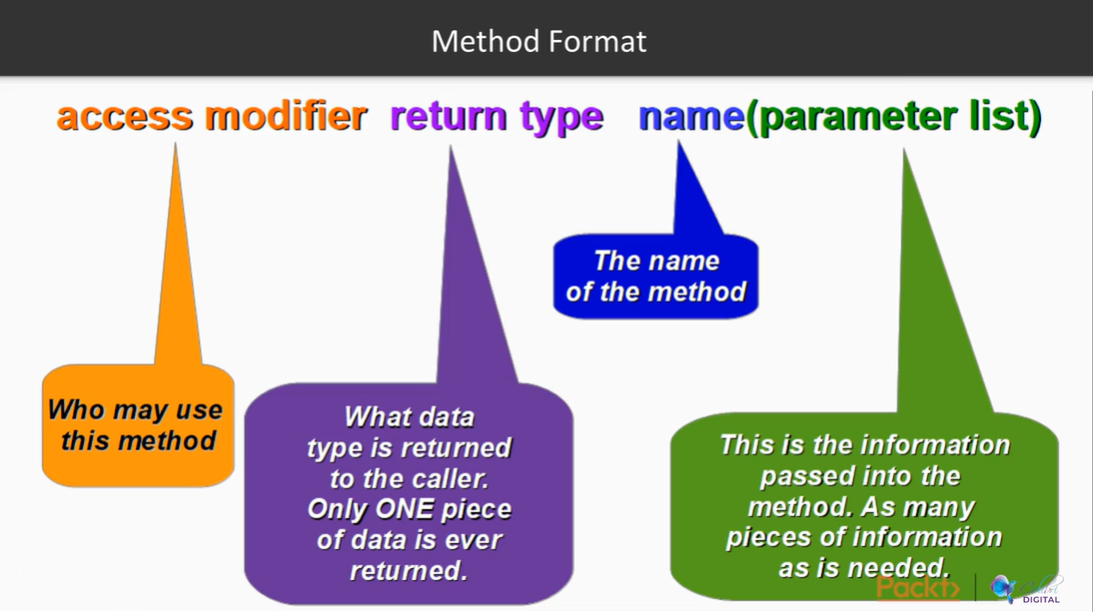 Method Format
access modifier return type name(parameter list)
Who may use
this method
What data
type is returned
to the caller.
Only ONE piece
of data is ever
returned.
The name
of the method
This is the information
passed into the
method. As many
pieces of information
as is needed.
Packt>
DIGITAL